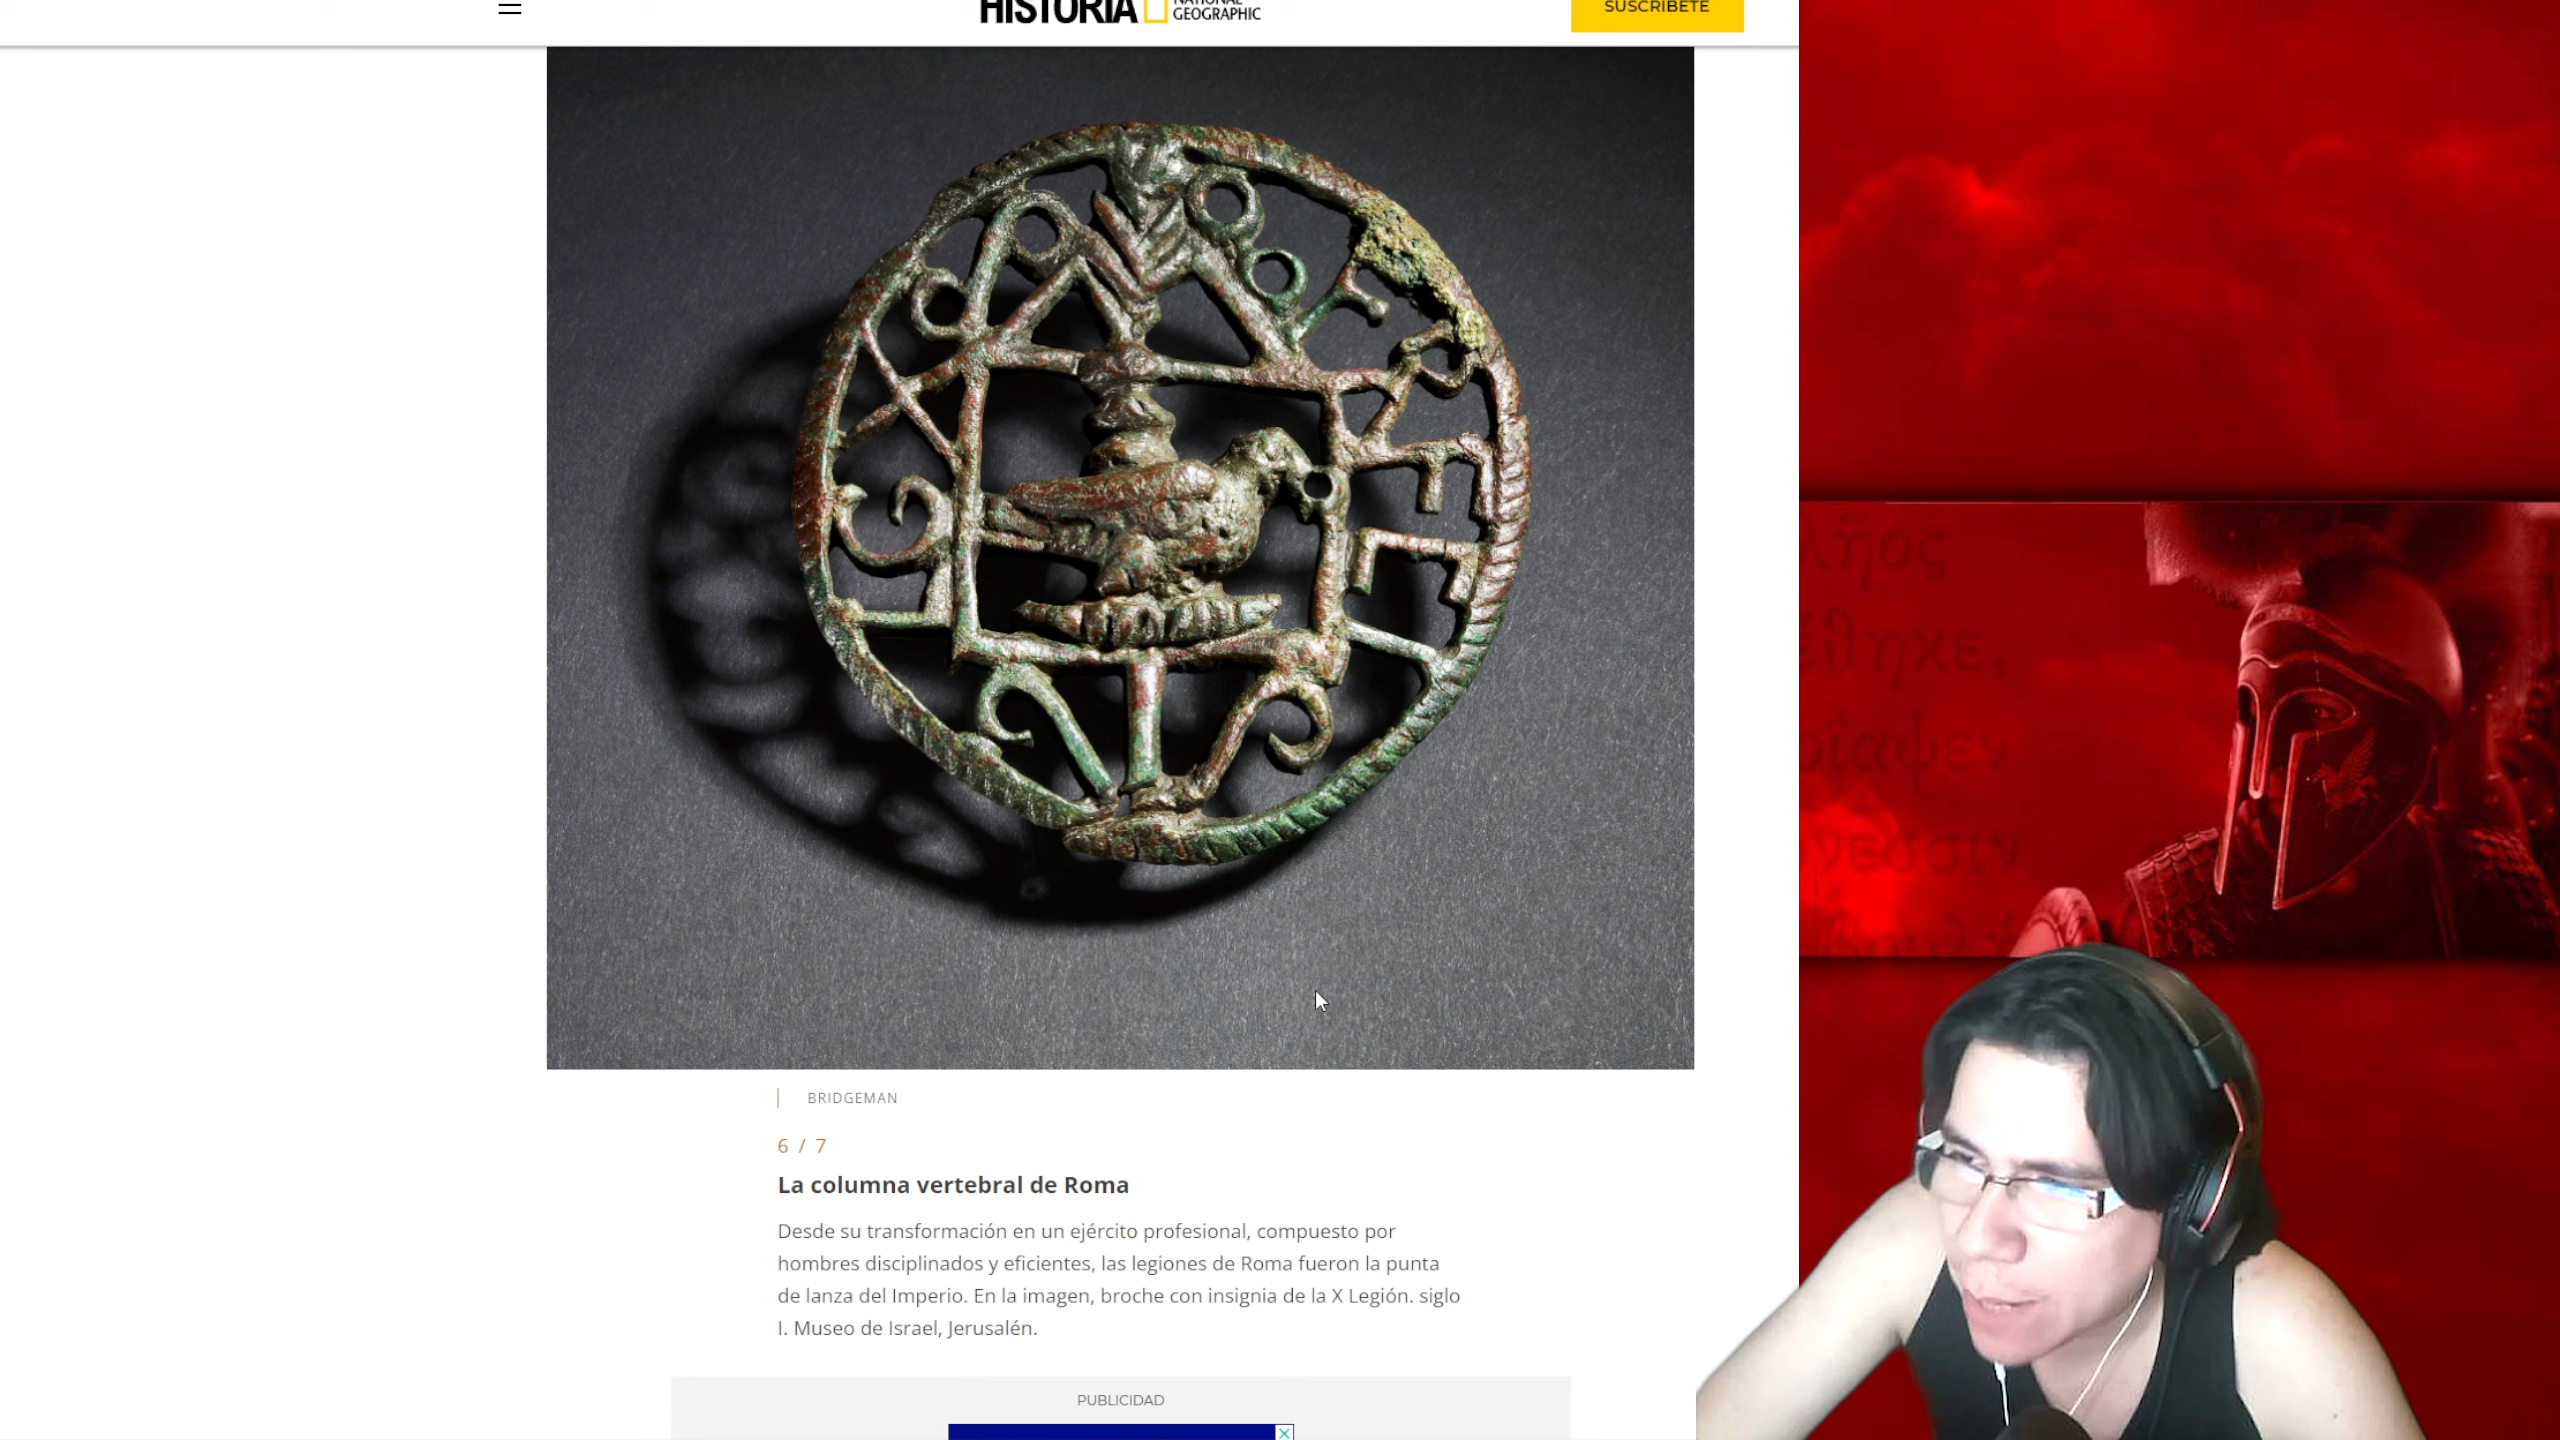 HISTORIA
NATIONAL
GEOGRAPHIC
SUSCRÍBETE
BRIDGEMAN
6 / 7
La columna vertebral de Roma
Desde su transformación en un ejército profesional, compuesto por
hombres disciplinados y eficientes, las legiones de Roma fueron la punta
de lanza del Imperio. En la imagen, broche con insignia de la X Legión. siglo
I. Museo de Israel, Jerusalén.
PUBLICIDAD
έθηκε,